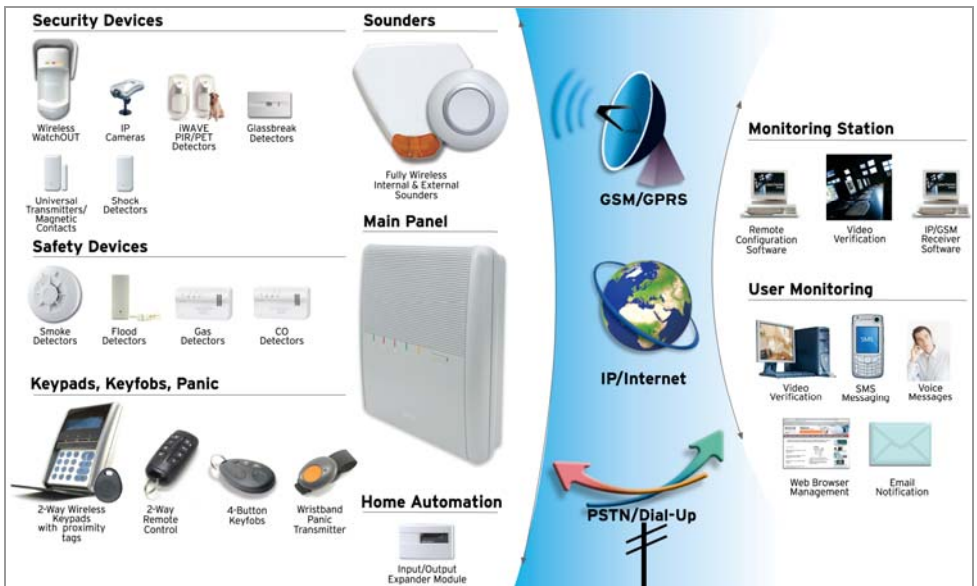 Security Devices
Wireless
WatchOUT
IP
Cameras
iWAVE
PIR/PET
Detectors
Glassbreak
Detectors
Universal
Transmitters/
Magnetic
Contacts
Shock
Detectors
Safety Devices
Smoke
Detectors
Flood
Detectors
Gas
Detectors
CO
Detectors
Keypads, Keyfobs, Panic
2-Way Wireless
Keypads
with proximity
tags
2-Way
Remote
Control
4-Button
Keyfobs
Wristband
Panic
Transmitter
Sounders
Fully Wireless
Internal & External
Sounders
Main Panel
Home Automation
Input/Output
Expander Module
GSM/GPRS
IP/Internet
PSTN/Dial-Up
Monitoring Station
Remote
Configuration
Software
Video
Verification
IP/GSM
Receiver
Software
User Monitoring
Video
Verification
SMS
SMS
Messaging
Voice
Messages
Web Browser
Management
Email
Notification